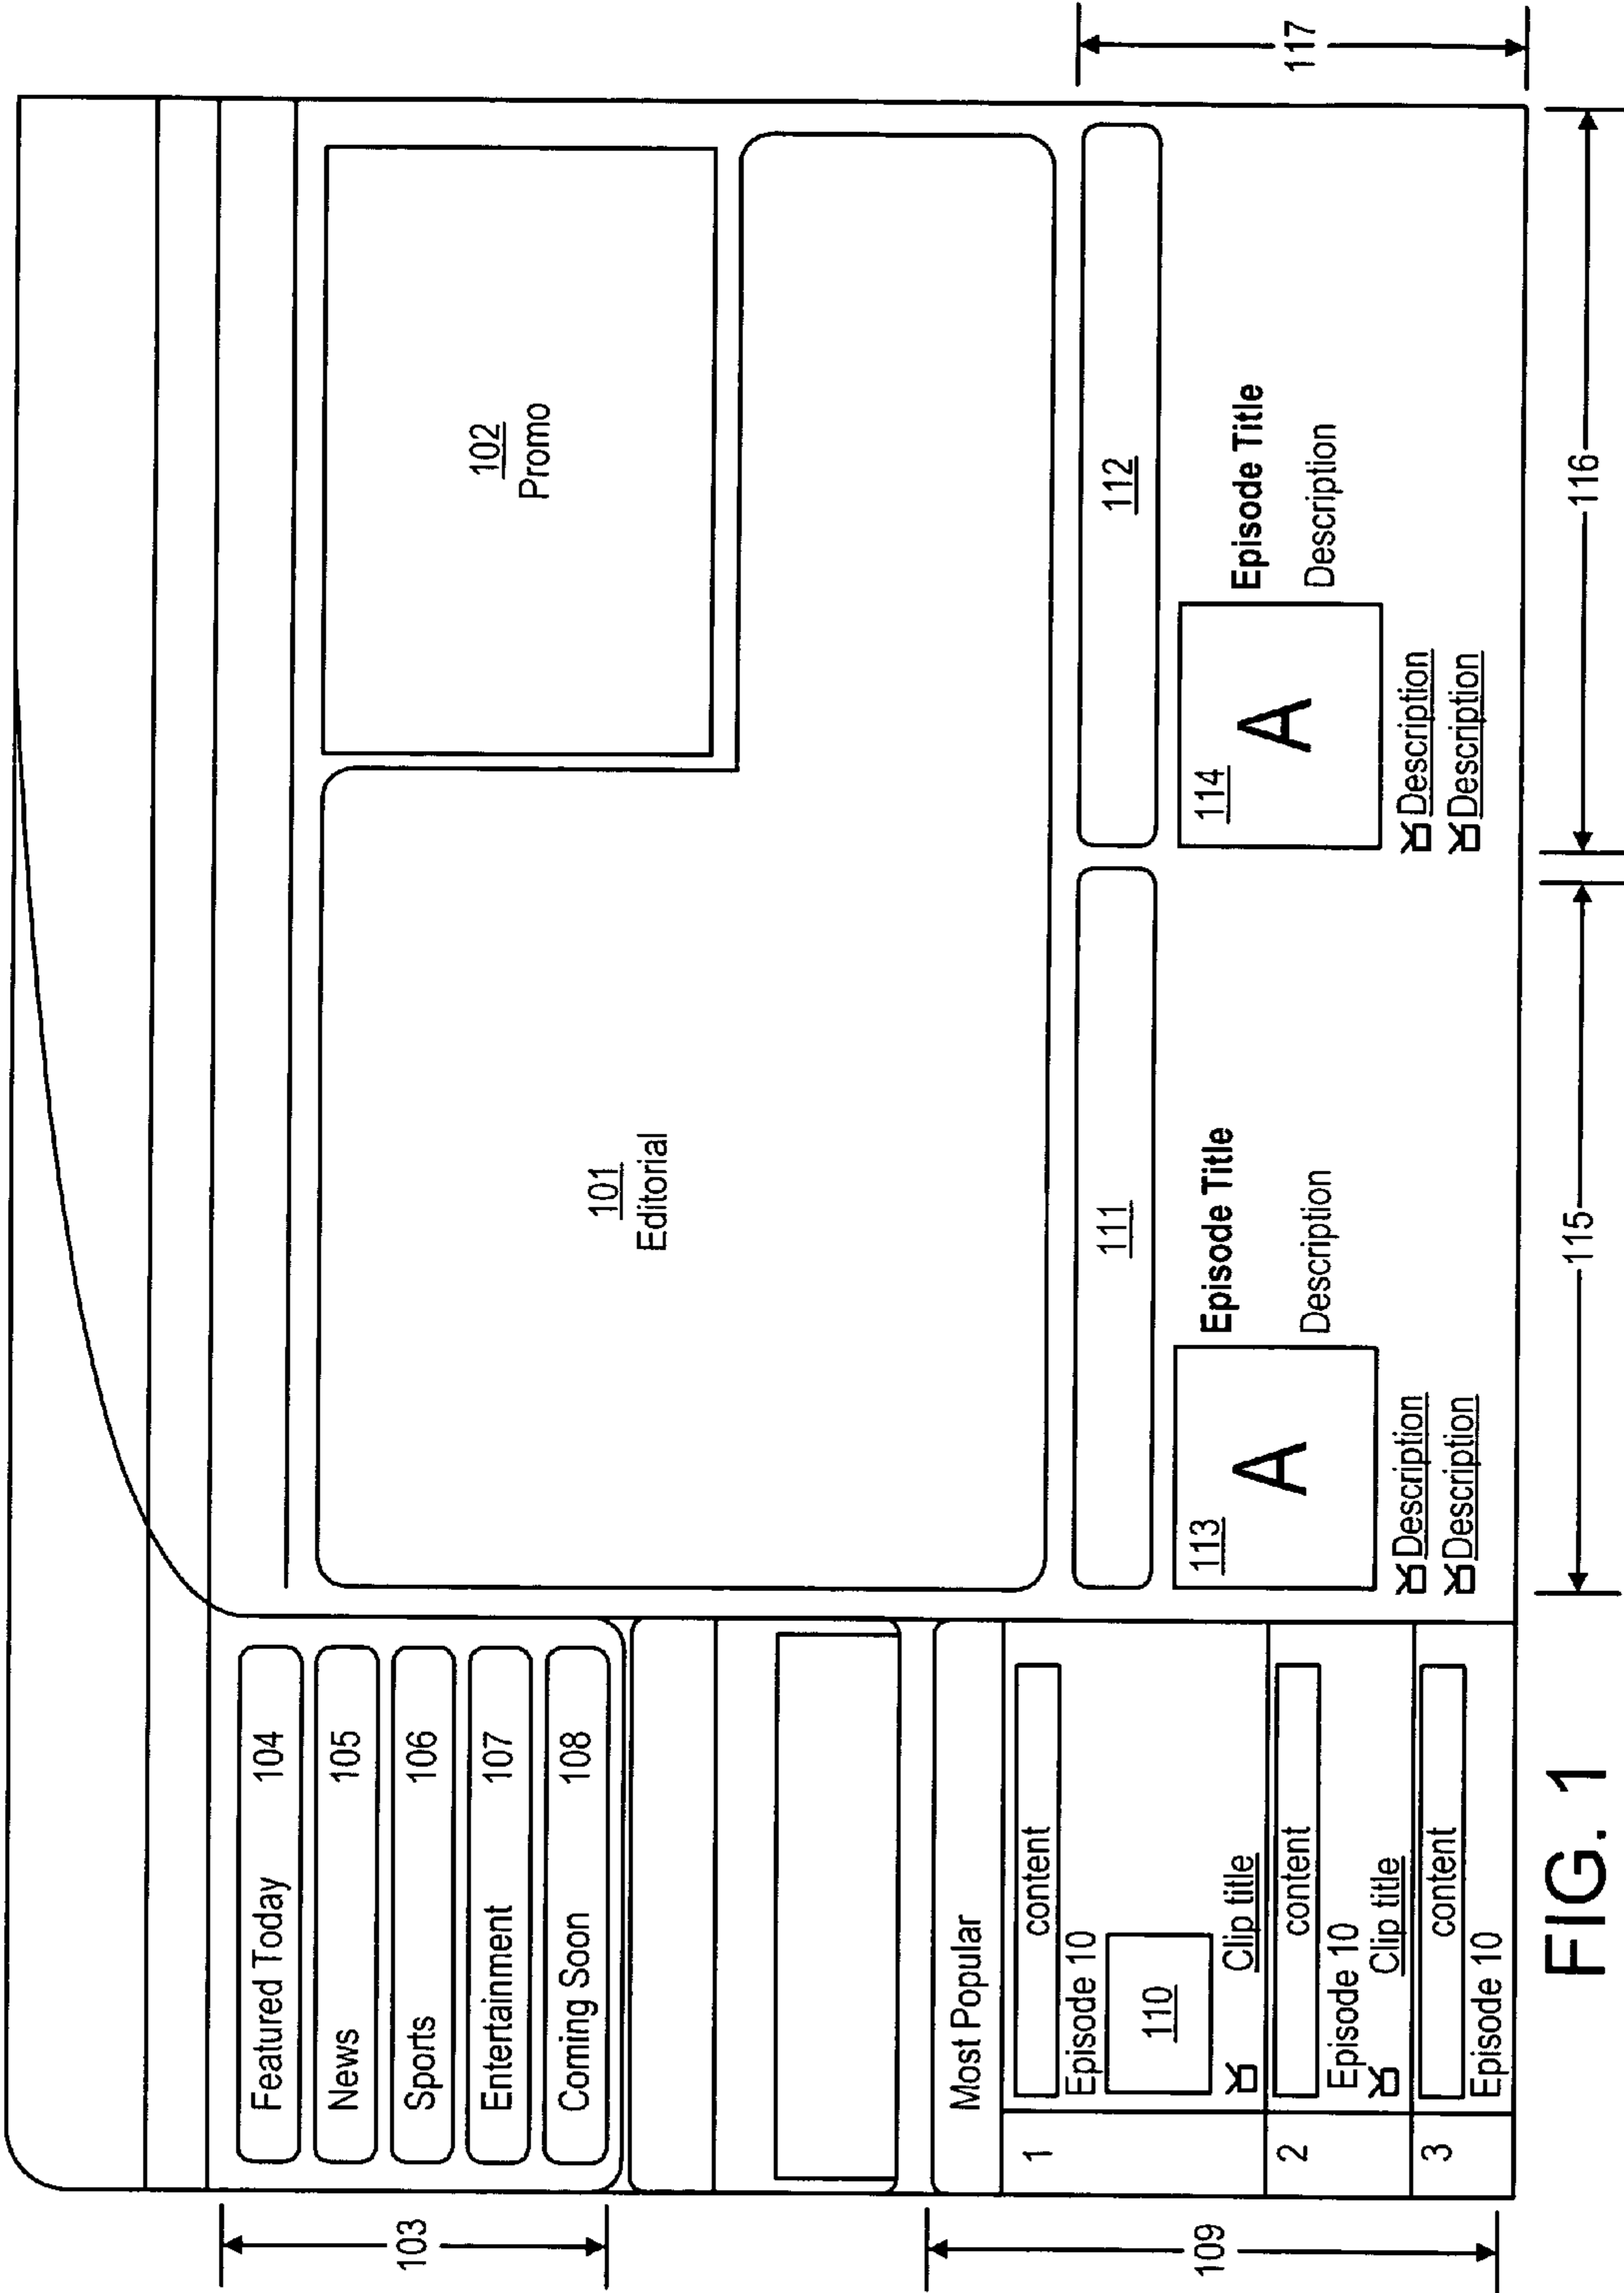 103
Featured Today 104
News 105
Sports 106
Entertainment 107
Coming Soon 108
109
Most Popular
1
content
Episode 10
110
Clip title
2
content
Episode 10
Clip title
3
content
Episode 10
101
Editorial
102
Promo
111
113
A
Episode Title
Description
Description
Description
112
114
A
Episode Title
Description
Description
Description
117
115
116
FIG. 1